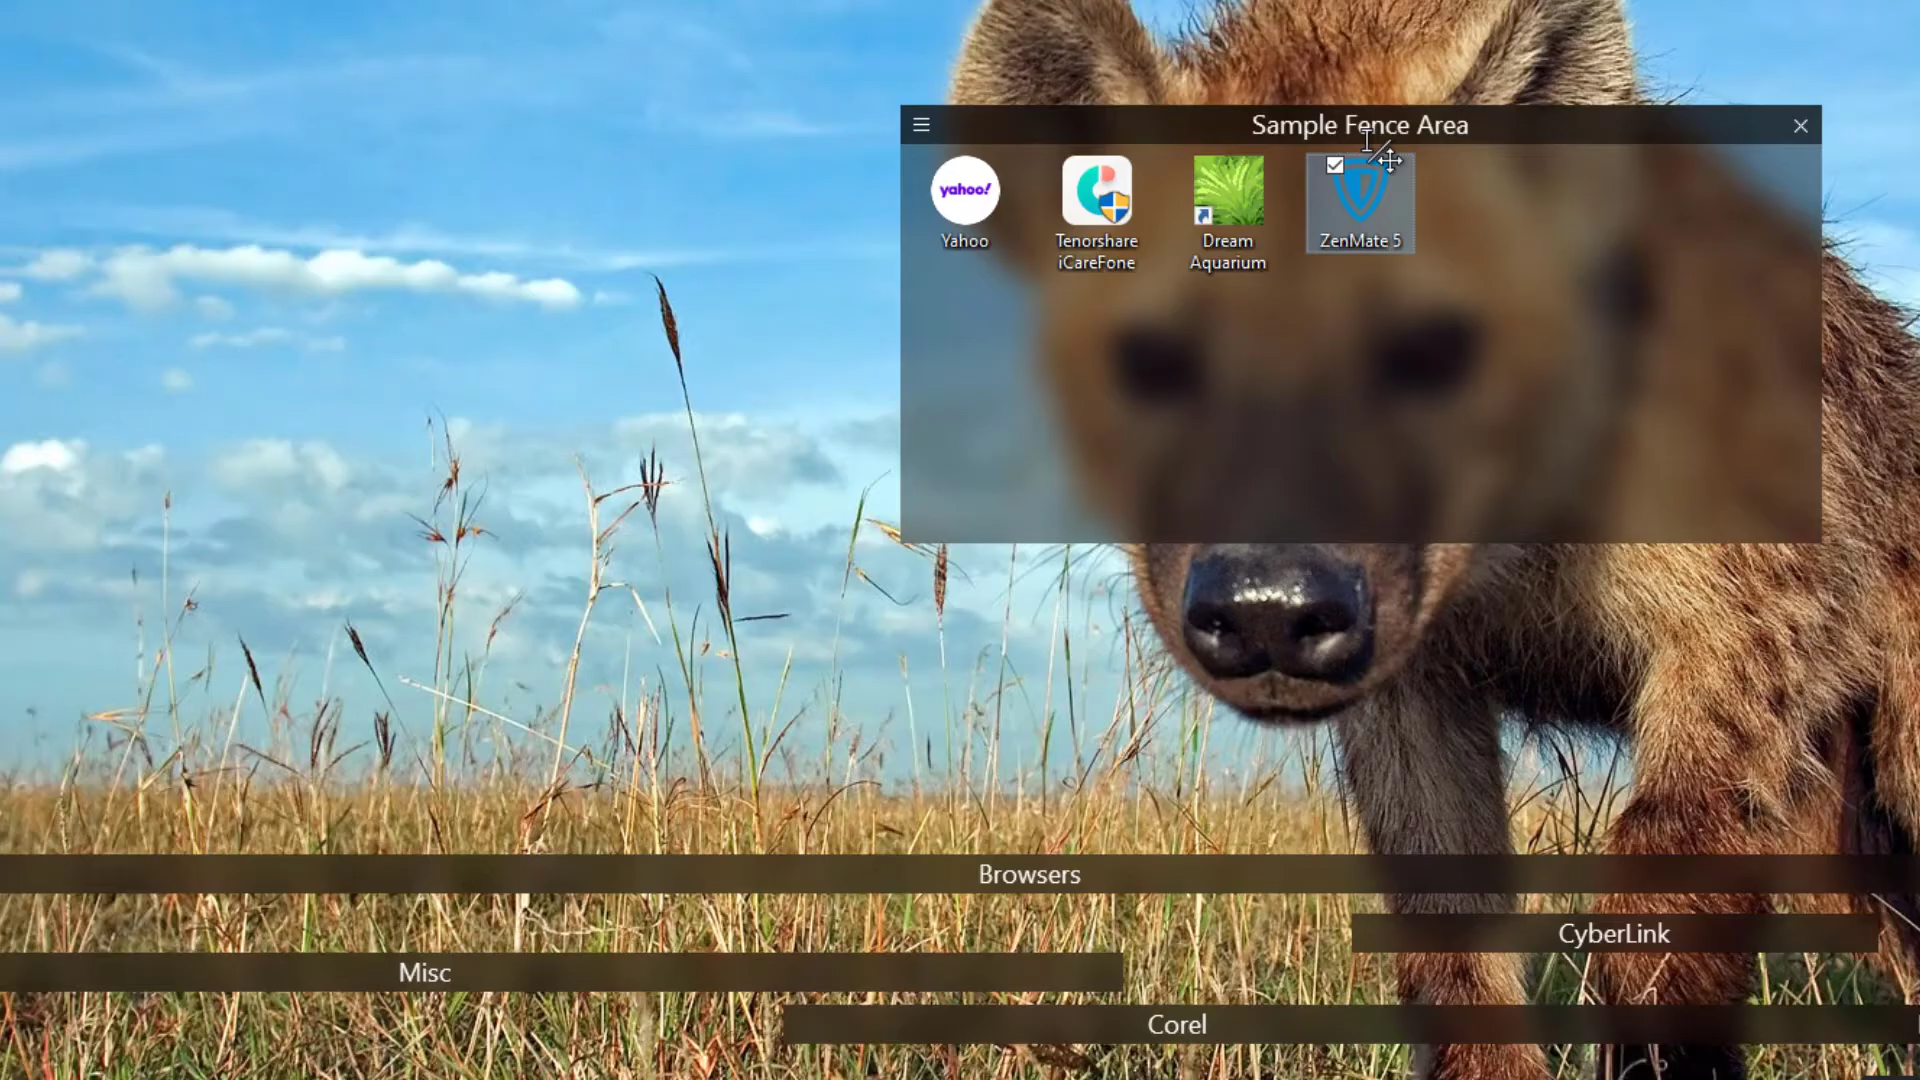 Sample Fence Area
yahoo!
Yahoo
Tenorshare
iCareFone
Dream
Aquarium
ZenMate 5
Browsers
CyberLink
Misc
Corel